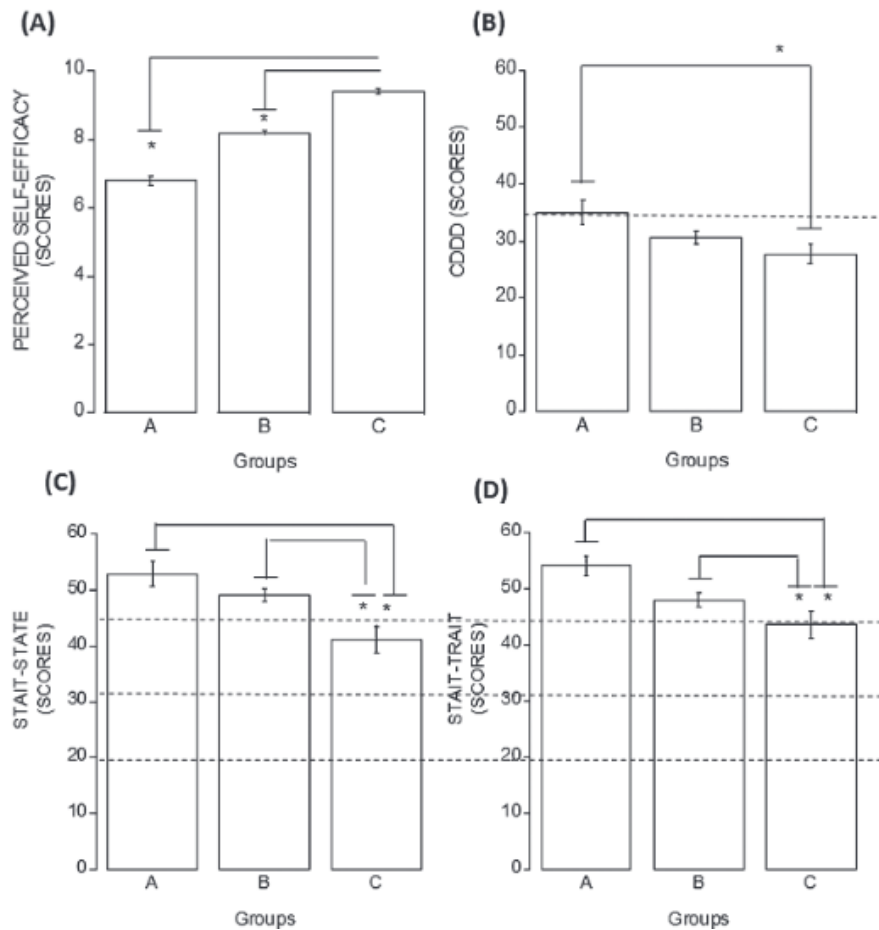 (A)
PERCEIVED SELF-EFFICACY
(SCORES)
10
8
6
4
2
0
*
*
A
B
C
Groups
(B)
CDDD (SCORES)
60
50
40
30
20
10
0
*
A
B
C
Groups
(C)
STAIT-STATE
(SCORES)
60
50
40
30
20
10
0
* *
A
B
C
Groups
(D)
STAIT-TRAIT
(SCORES)
60
50
40
30
20
10
0
* *
A
B
C
Groups